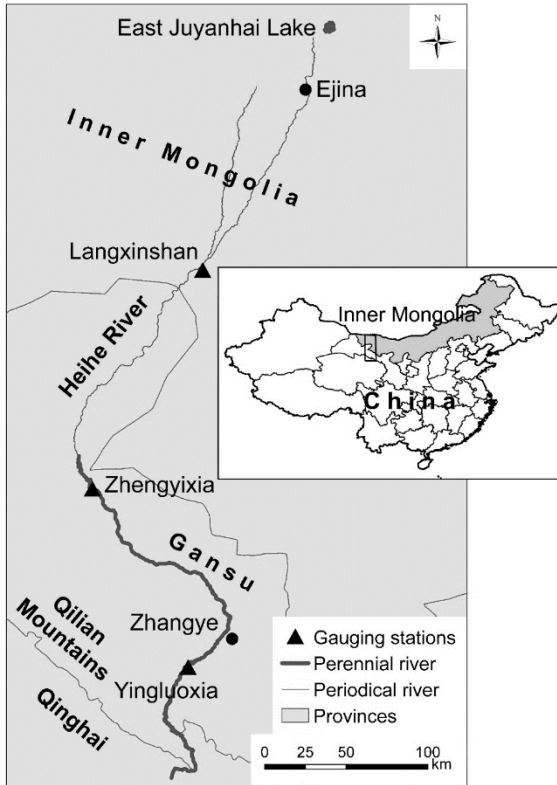 East Juyanhai Lake
N
Ejina
Inner Mongolia
Langxinshan
Heihe River
Inner Mongolia
China
Zhengyixia
Gansu
Qilian
Mountains
Zhangye
Yingluoxia
Qinghai
Gauging stations
Perennial river
Periodical river
Provinces
0 25 50 100
km